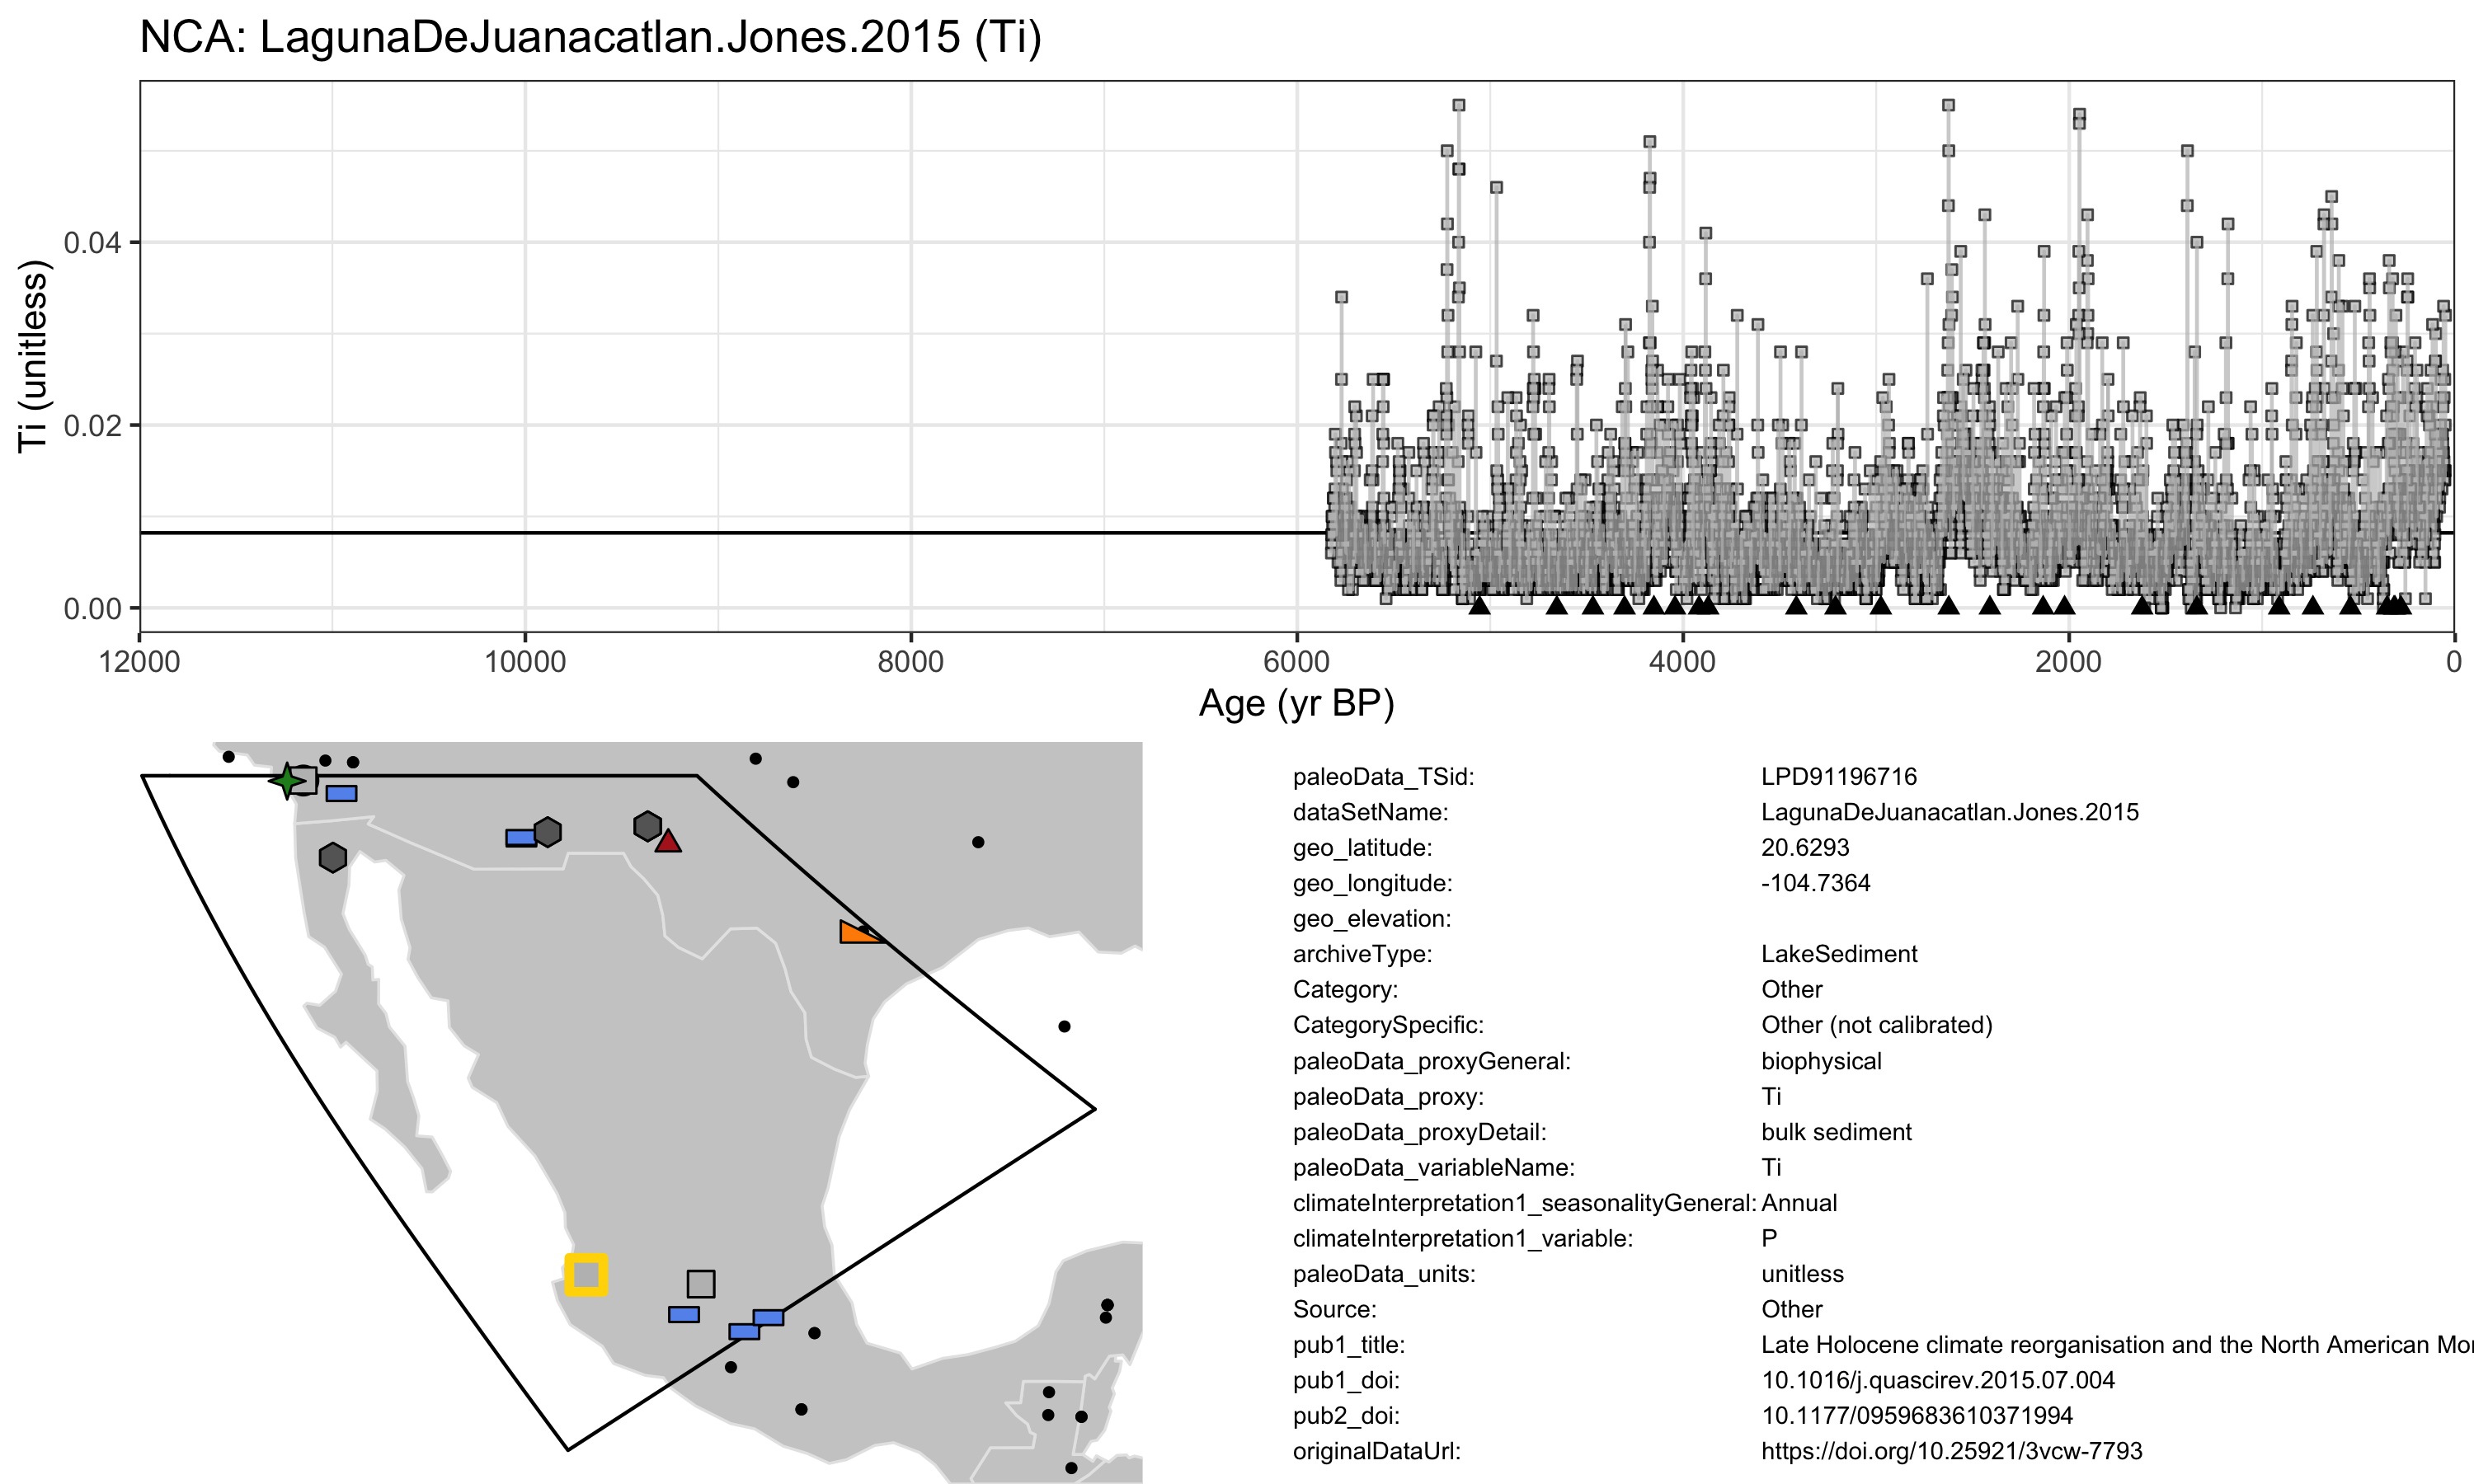 NCA: LagunaDeJuanacatlan.Jones.2015 (Ti)
Ti (unitless)
0.04
0.02
0.00
12000 10000 8000 6000 4000 2000 0
Age (yr BP)
paleoData_TSid: LPD91196716
dataSetName: LagunaDeJuanacatlan.Jones.2015
geo_latitude: 20.6293
geo_longitude: -104.7364
geo_elevation:
archiveType: LakeSediment
Category: Other
CategorySpecific: Other (not calibrated)
paleoData_proxyGeneral: biophysical
paleoData_proxy: Ti
paleoData_proxyDetail: bulk sediment
paleoData_variableName: Ti
climateInterpretation1_seasonalityGeneral: Annual
climateInterpretation1_variable: P
paleoData_units: unitless
Source: Other
pub1_title: Late Holocene climate reorganisation and the North American
pub1_doi: 10.1016/j.quascirev.2015.07.004
pub2_doi: 10.1177/0959683610371994
originalDataUrl: https://doi.org/10.25921/3vcw-7793